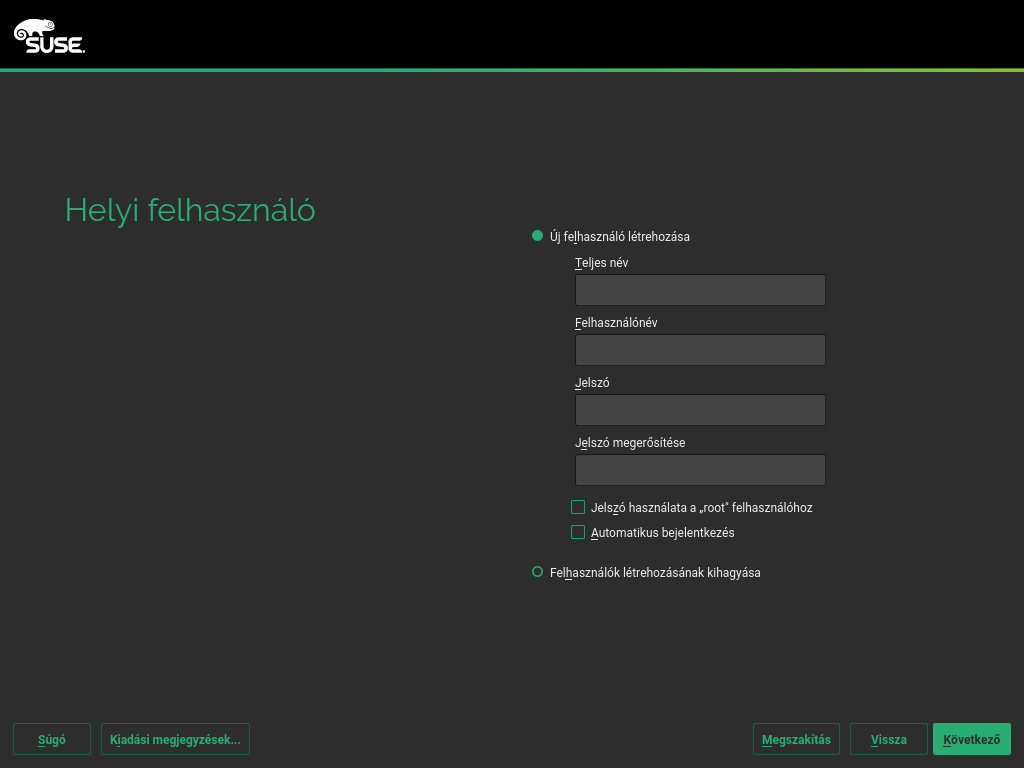 SUSE.
Helyi felhasználó
Új felhasználó létrehozása
Teljes név
Felhasználónév
Jelszó
Jelszó megerősítése
Jelszó használata a „root" felhasználóhoz
Automatikus bejelentkezés
Felhasználók létrehozásának kihagyása
Súgó Kiadási megjegyzések... Megszakítás Vissza Következő